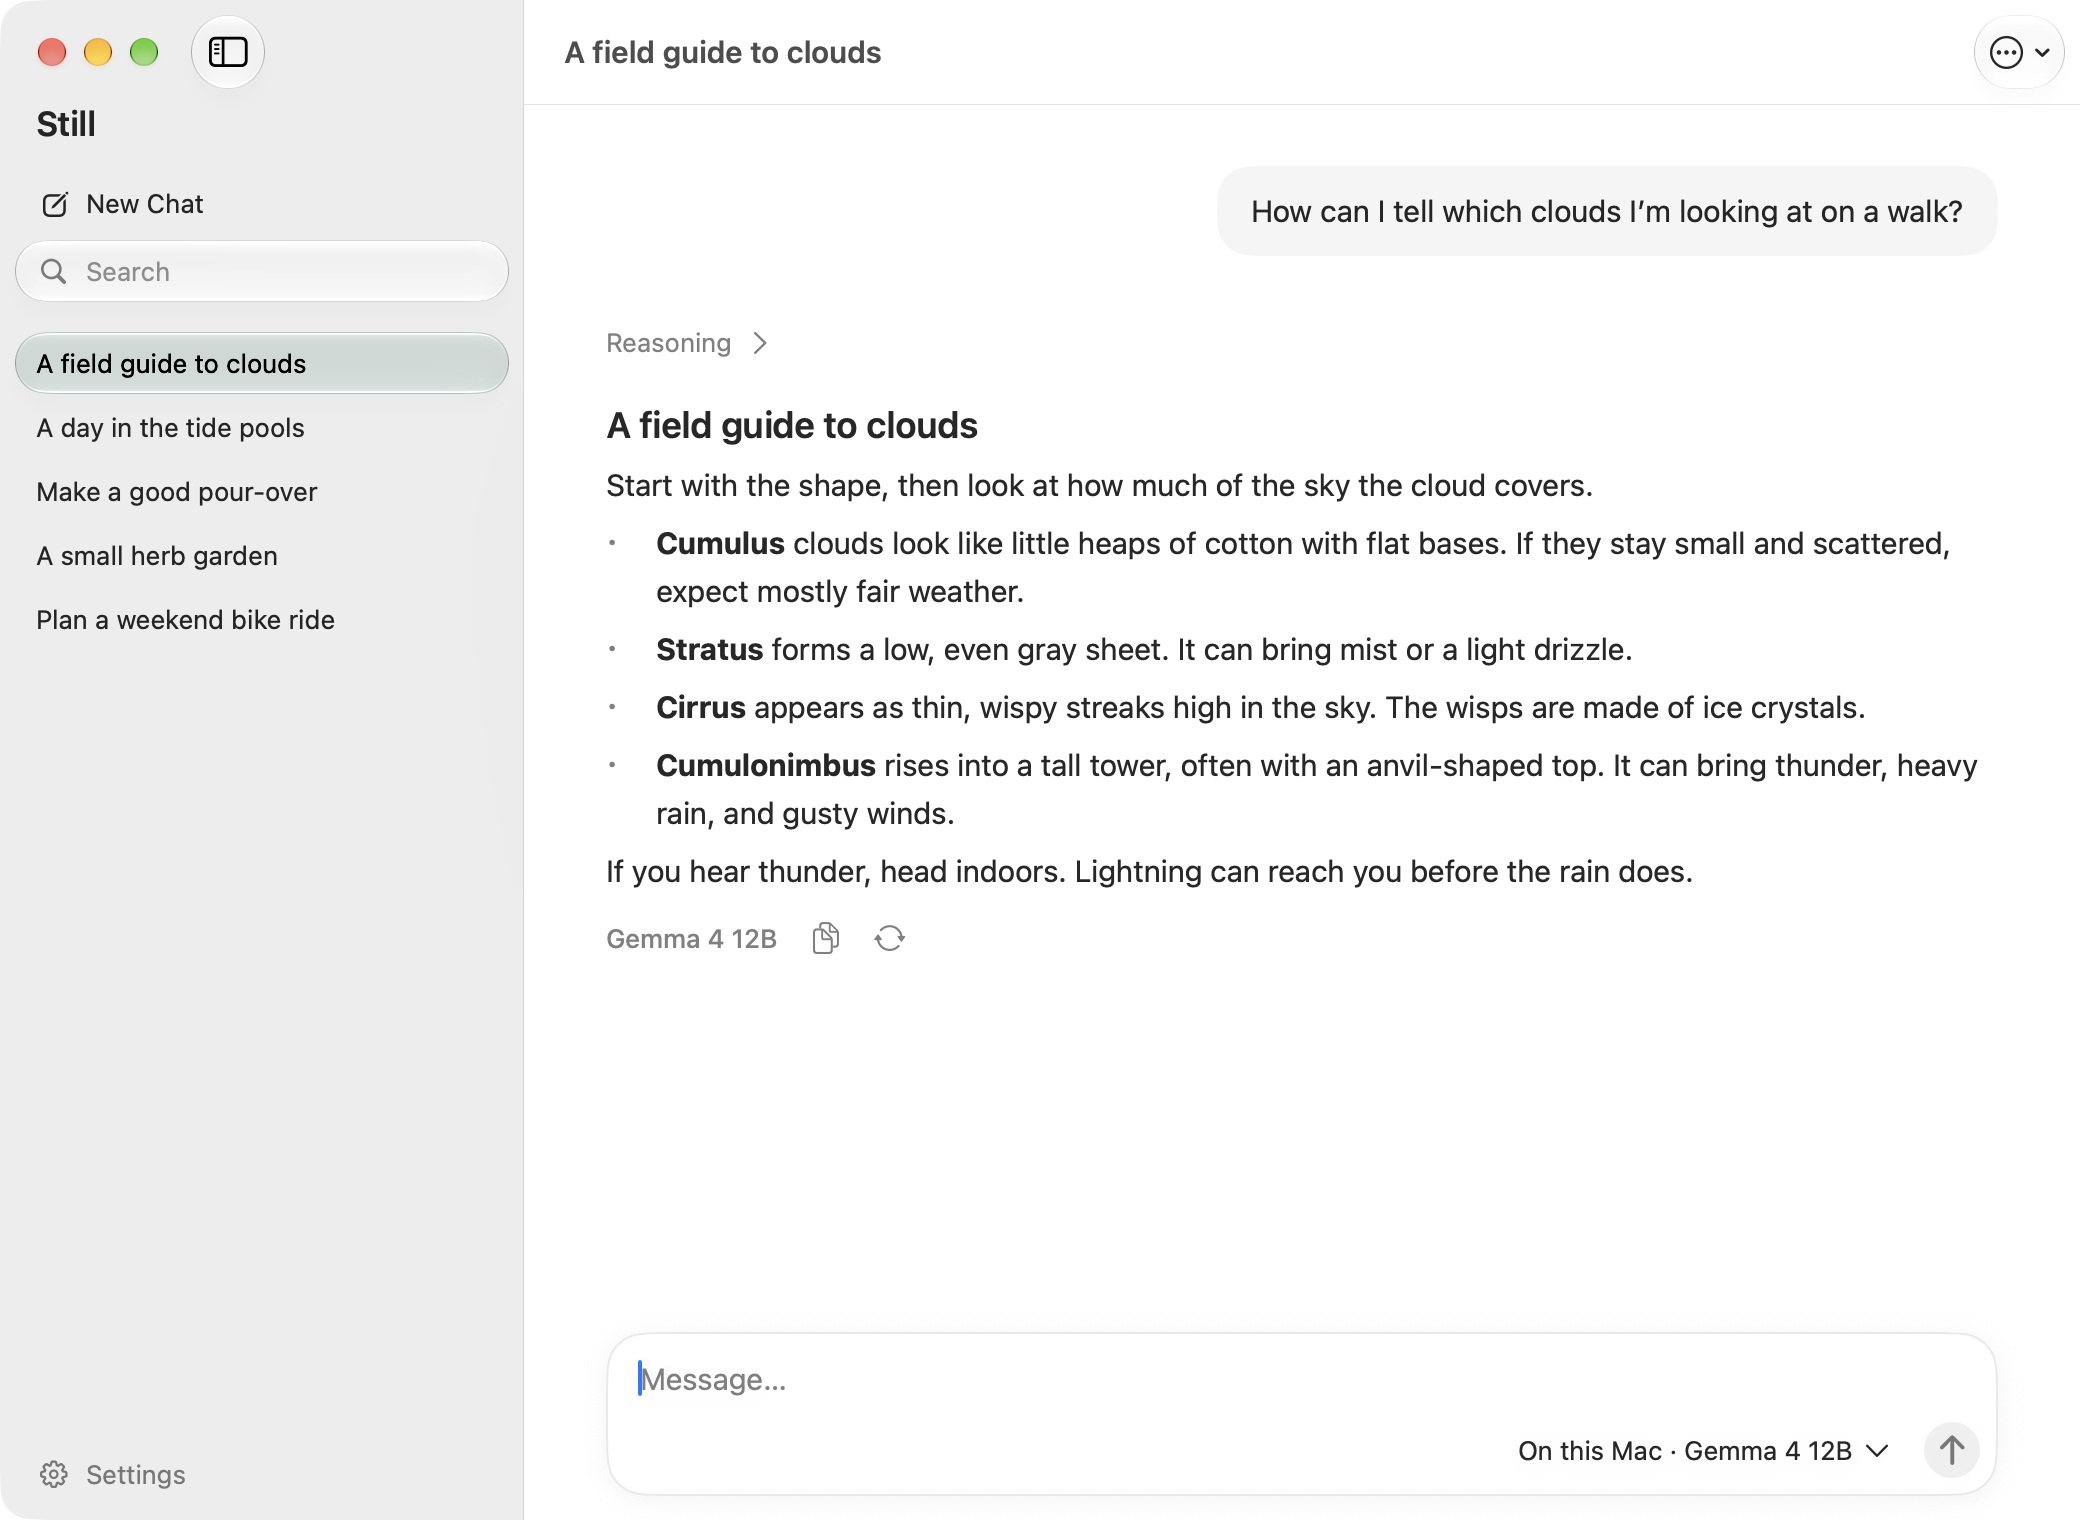 Still
New Chat
Search
A field guide to clouds
A day in the tide pools
Make a good pour-over
A small herb garden
Plan a weekend bike ride
Settings
A field guide to clouds
How can I tell which clouds I’m looking at on a walk?
Reasoning
A field guide to clouds
Start with the shape, then look at how much of the sky the cloud covers.
• Cumulus clouds look like little heaps of cotton with flat bases. If they stay small and scattered,
expect mostly fair weather.
• Stratus forms a low, even gray sheet. It can bring mist or a light drizzle.
• Cirrus appears as thin, wispy streaks high in the sky. The wisps are made of ice crystals.
• Cumulonimbus rises into a tall tower, often with an anvil-shaped top. It can bring thunder, heavy
rain, and gusty winds.
If you hear thunder, head indoors. Lightning can reach you before the rain does.
Gemma 4 12B
Message...
On this Mac · Gemma 4 12B